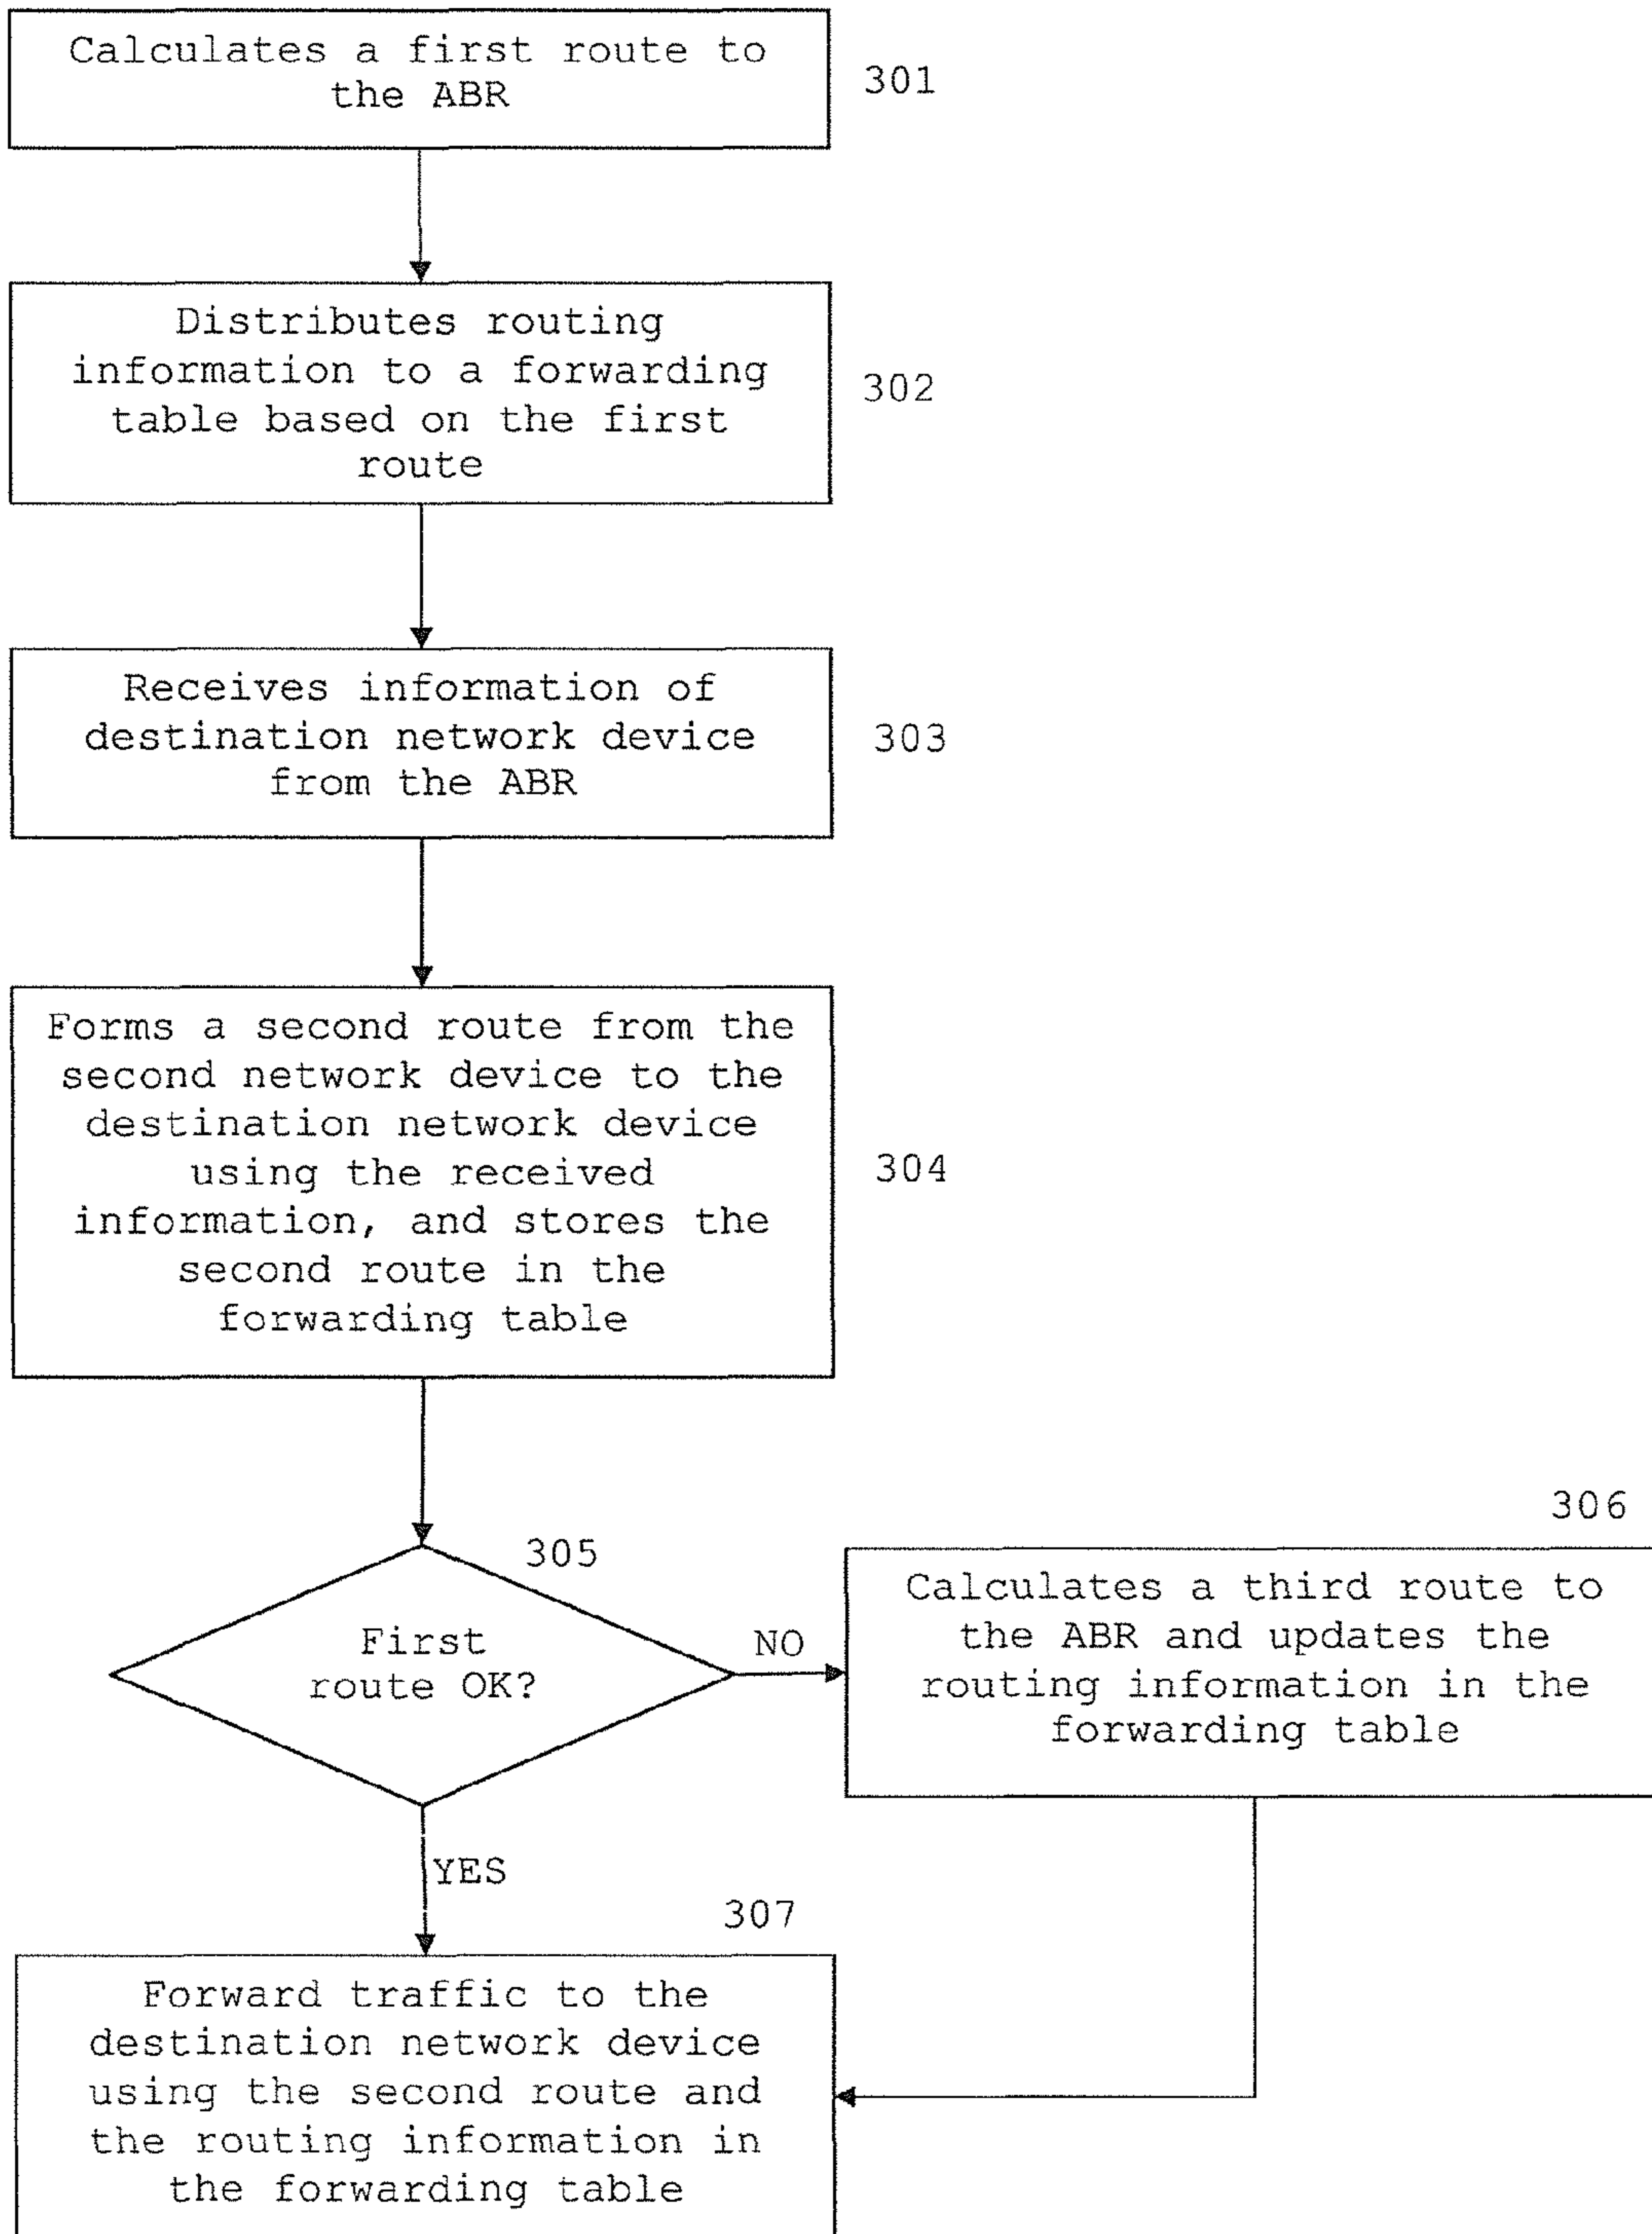 Calculates a first route to
the ABR
301
Distributes routing
information to a forwarding
table based on the first
route
302
Receives information of
destination network device
from the ABR
303
Forms a second route from the
second network device to the
destination network device
using the received
information, and stores the
second route in the
forwarding table
304
305
First
route OK?
NO
306
Calculates a third route to
the ABR and updates the
routing information in the
forwarding table
YES
307
Forward traffic to the
destination network device
using the second route and
the routing information in
the forwarding table